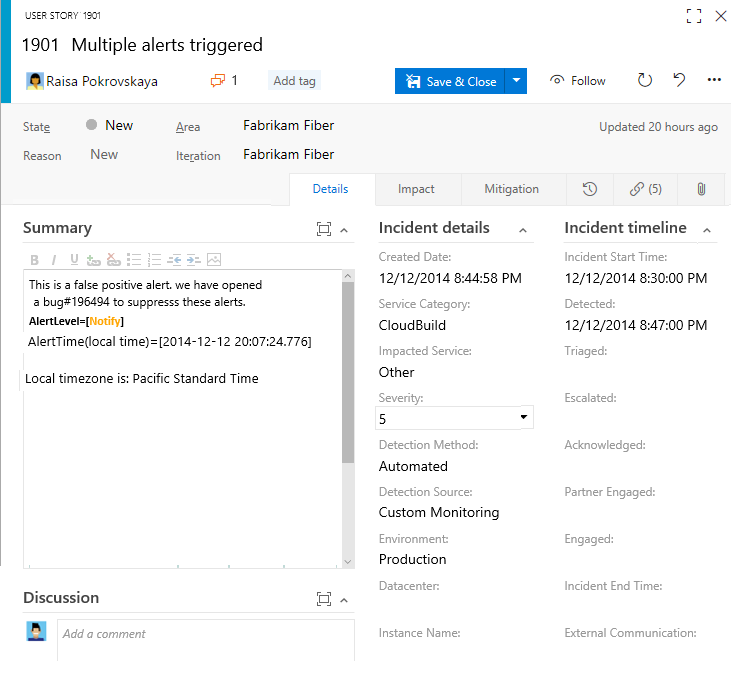 USER STORY 1901
1901 Multiple alerts triggered
Raisa Pokrovskaya 1 Add tag Save & Close Follow
State New Area Fabrikam Fiber Updated 20 hours ago
Reason New Iteration Fabrikam Fiber
Details Impact Mitigation (5)
Summary
B I U
This is a false positive alert. we have opened
a bug#196494 to suppresss these alerts.
AlertLevel=[Notify]
AlertTime(local time)=[2014-12-12 20:07:24.776]
Local timezone is: Pacific Standard Time
Discussion
Add a comment
Incident details
Created Date:
12/12/2014 8:44:58 PM
Service Category:
CloudBuild
Impacted Service:
Other
Severity:
5
Detection Method:
Automated
Detection Source:
Custom Monitoring
Environment:
Production
Datacenter:
Instance Name:
Incident timeline
Incident Start Time:
12/12/2014 8:30:00 PM
Detected:
12/12/2014 8:47:00 PM
Triaged:
Escalated:
Acknowledged:
Partner Engaged:
Engaged:
Incident End Time:
External Communication: